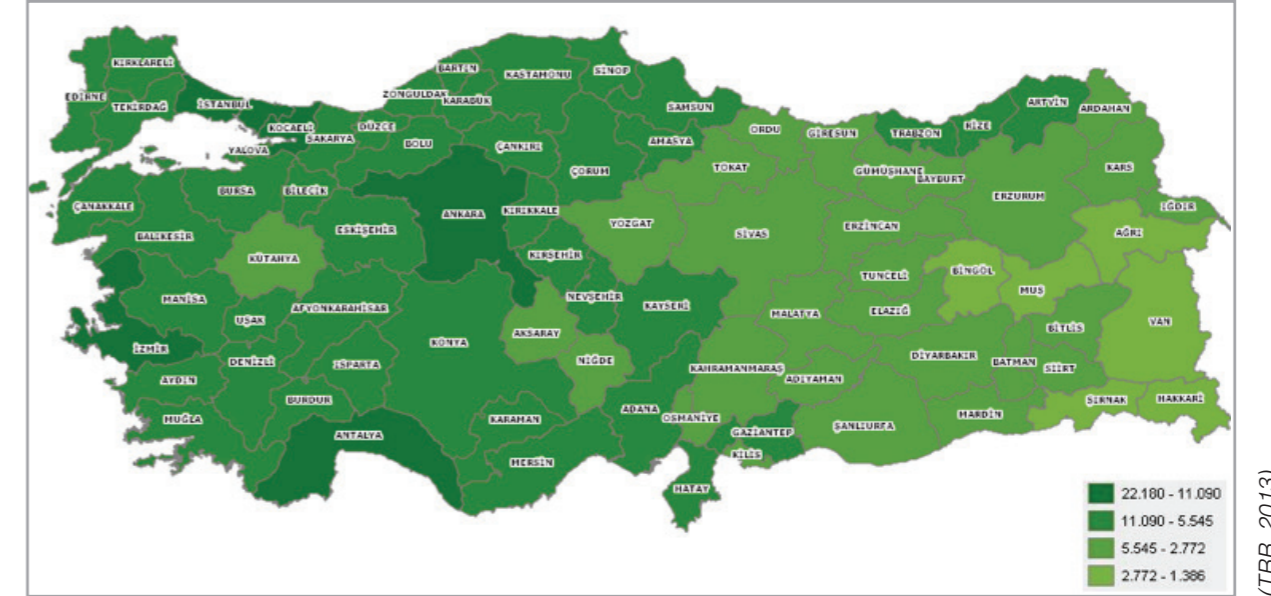 KIRKLARELİ
EDİRNE
TEKİRDAĞ
İSTANBUL
KOCAELİ
SAKARYA
YALOVA
DÜZCE
BOLU
ZONGULDAK
BARTIN
KARABÜK
KASTAMONU
SİNOP
SAMSUN
ÇANKIRI
ÇORUM
AMASYA
ORDU
GİRESUN
TRABZON
RİZE
ARTVİN
ARDAHAN
TOKAT
GÜMÜŞHANE
BAYBURT
ERZURUM
KARS
IĞDIR
ÇANAKKALE
BURSA
BİLECİK
ANKARA
KIRIKKALE
YOZGAT
SİVAS
ERZİNCAN
AĞRI
BALIKESİR
ESKİŞEHİR
KÜTAHYA
KIRŞEHİR
TUNCELİ
BİNGÖL
MUŞ
MANİSA
UŞAK
AFYONKARAHİSAR
NEVŞEHİR
KAYSERİ
MALATYA
ELAZIĞ
BİTLİS
VAN
İZMİR
DENİZLİ
ISPARTA
KONYA
AKSARAY
NİĞDE
KAHRAMANMARAŞ
ADIYAMAN
DİYARBAKIR
BATMAN
SİİRT
AYDIN
BURDUR
MUĞLA
ANTALYA
KARAMAN
MERSİN
ADANA
OSMANİYE
GAZİANTEP
KİLİS
ŞANLIURFA
MARDİN
ŞIRNAK
HAKKARİ
HATAY
22.180 - 11.090
11.090 - 5.545
5.545 - 2.772
2.772 - 1.386
(TBB, 2013)